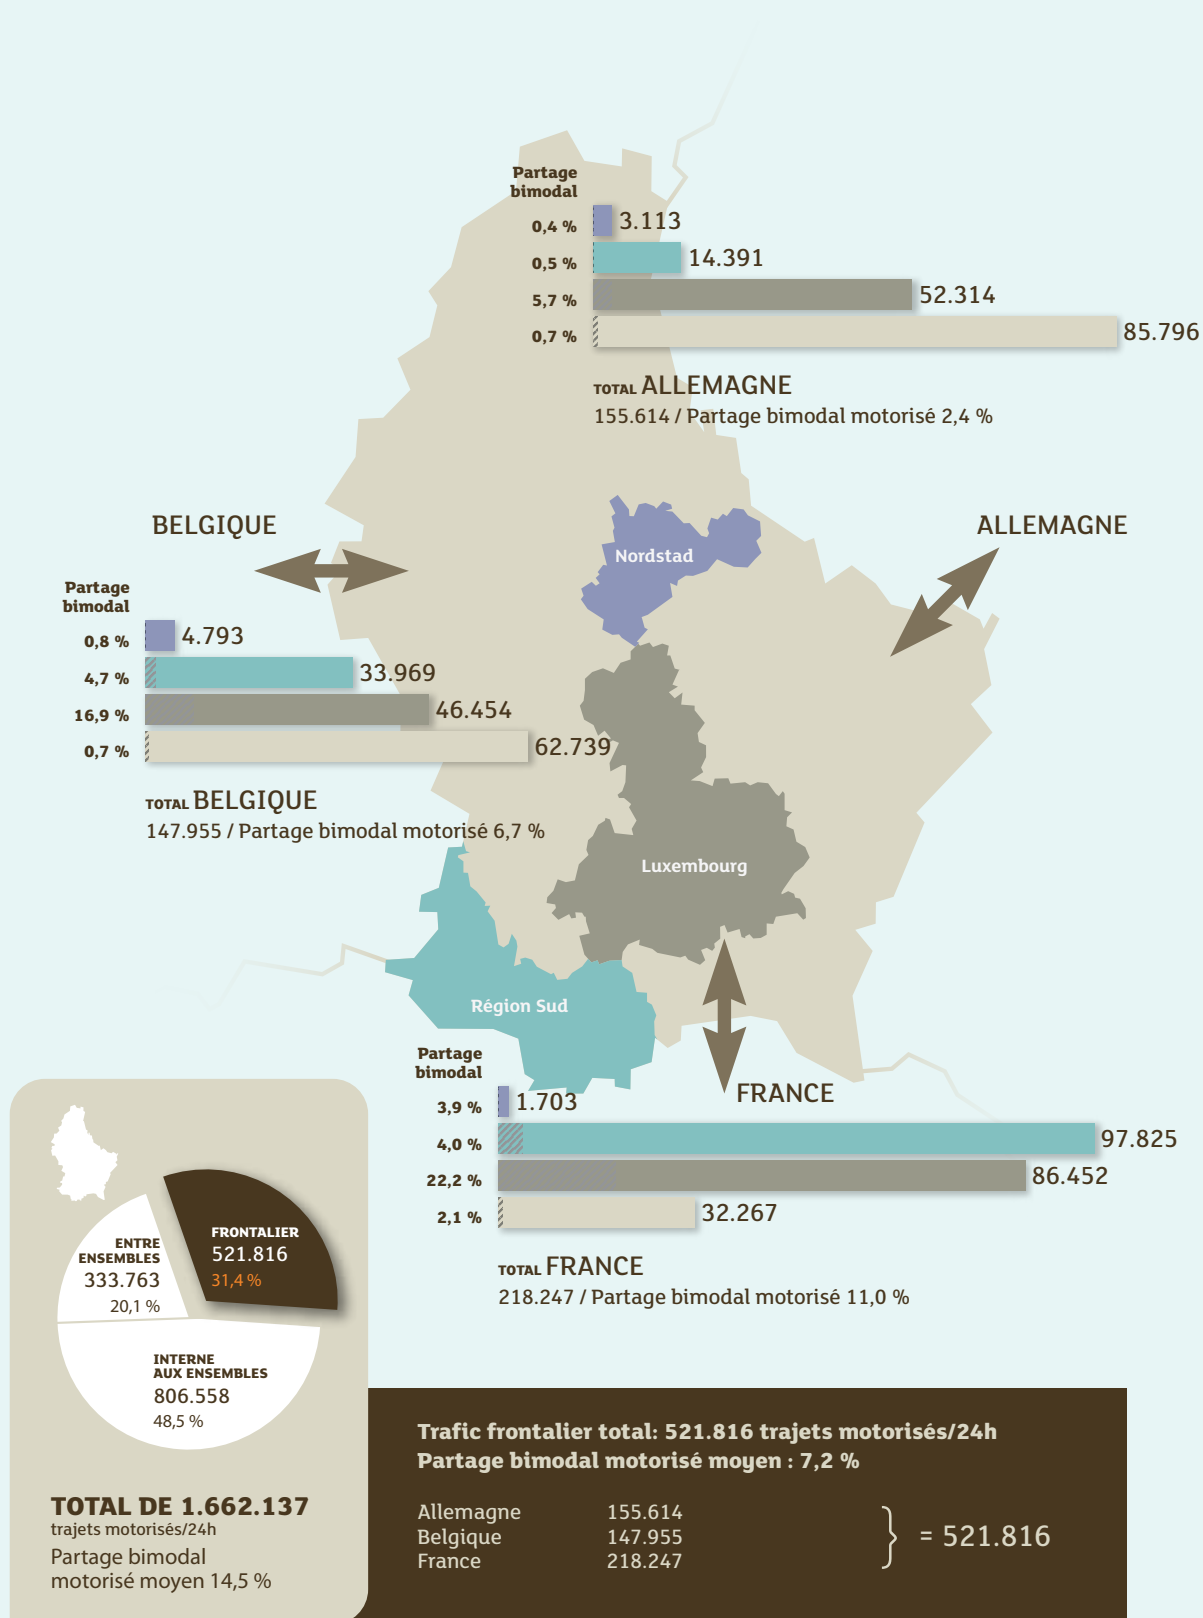 Partage
bimodal
0,4 % 3.113
0,5 % 14.391
5,7 % 52.314
0,7 % 85.796
TOTAL ALLEMAGNE
155.614 / Partage bimodal motorisé 2,4 %
BELGIQUE
ALLEMAGNE
Nordstad
Partage
bimodal
0,8 % 4.793
4,7 % 33.969
16,9 % 46.454
0,7 % 62.739
TOTAL BELGIQUE
147.955 / Partage bimodal motorisé 6,7 %
Luxembourg
Région Sud
FRANCE
Partage
bimodal
3,9 % 1.703
4,0 % 97.825
22,2 % 86.452
2,1 % 32.267
TOTAL FRANCE
218.247 / Partage bimodal motorisé 11,0 %
FRONTALIER
521.816
31,4 %
ENTRE
ENSEMBLES
333.763
20,1 %
INTERNE
AUX ENSEMBLES
806.558
48,5 %
TOTAL DE 1.662.137
trajets motorisés/24h
Partage bimodal
motorisé moyen 14,5 %
Trafic frontalier total: 521.816 trajets motorisés/24h
Partage bimodal motorisé moyen : 7,2 %
Allemagne 155.614
Belgique 147.955
France 218.247
= 521.816